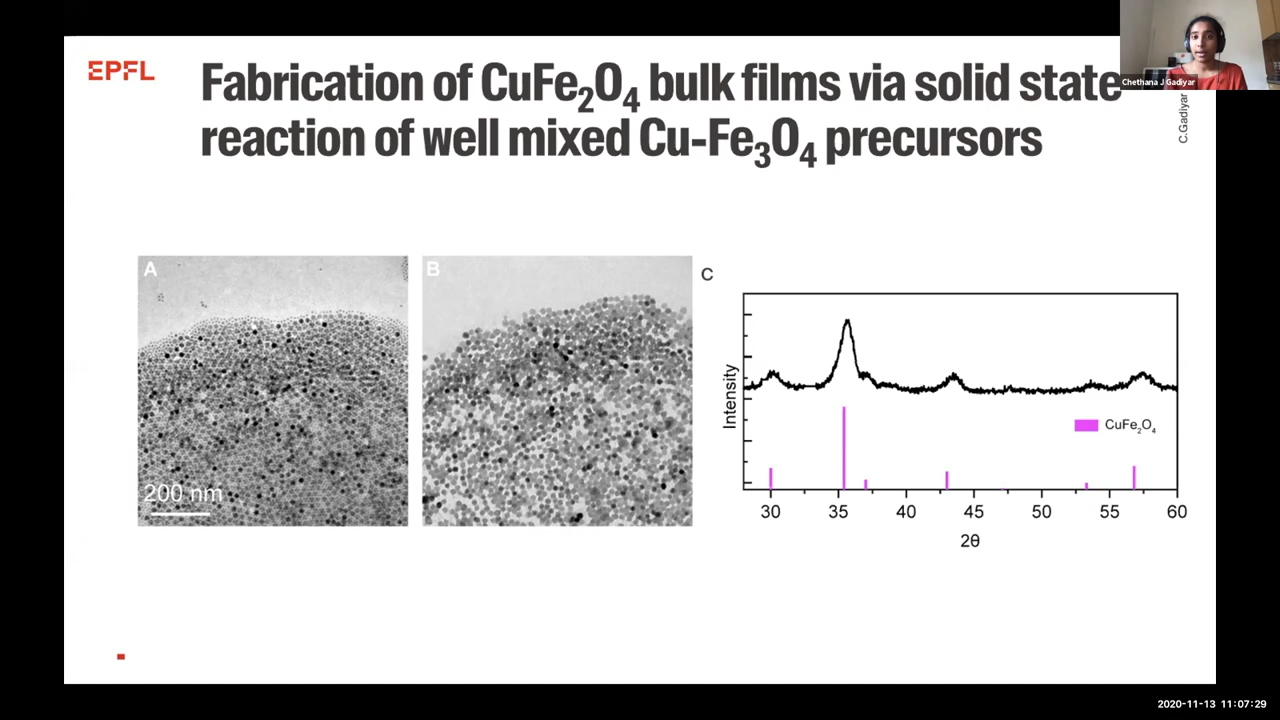 EPFL
Fabrication of CuFe₂O₄ bulk films via solid state
reaction of well mixed Cu-Fe₃O₄ precursors
Chethana J Gadiyar
C.Gadiyar
A
200 nm
B
C
Intensity
CuFe₂O₄
30 35 40 45 50 55 60
2θ
2020-11-13 11:07:29